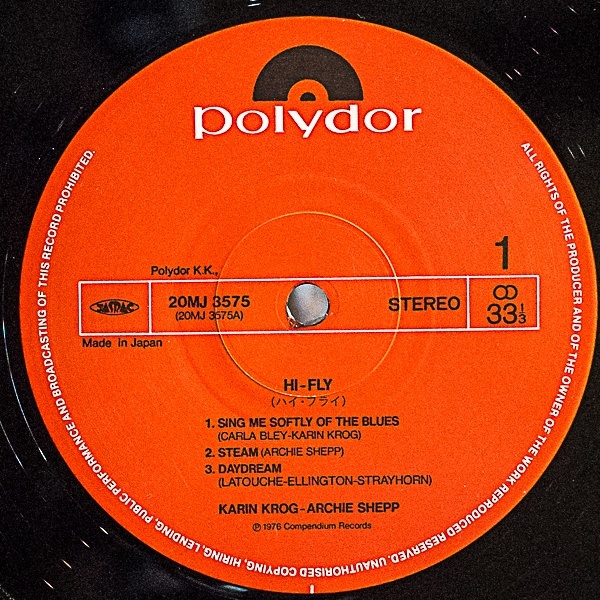 polydor
ALL RIGHTS OF THE PRODUCER AND OF THE OWNER OF THE WORK REPRODUCED RESERVED. UNAUTHORISED COPYING, HIRING, LENDING, PUBLIC PERFORMANCE AND BROADCASTING OF THIS RECORD PROHIBITED.
1
Polydor K.K.,
JASRAC 20MJ 3575 STEREO
(20MJ 3575A) 33 1/3
Made in Japan
HI-FLY
(ハイ・フライ)
1. SING ME SOFTLY OF THE BLUES
(CARLA BLEY-KARIN KROG)
2. STEAM (ARCHIE SHEPP)
3. DAYDREAM
(LATOUCHE-ELLINGTON-STRAYHORN)
KARIN KROG-ARCHIE SHEPP
℗ 1976 Compendium Records